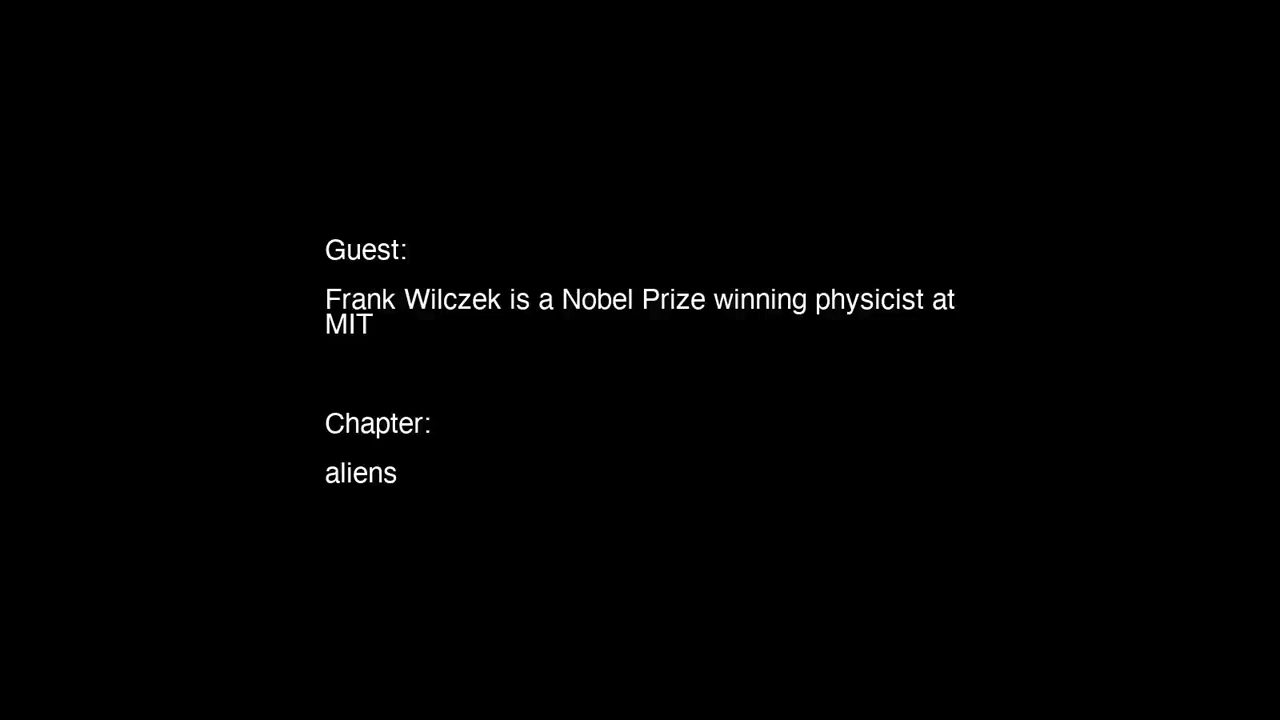 Guest:
Frank Wilczek is a Nobel Prize winning physicist at
MIT
Chapter:
aliens